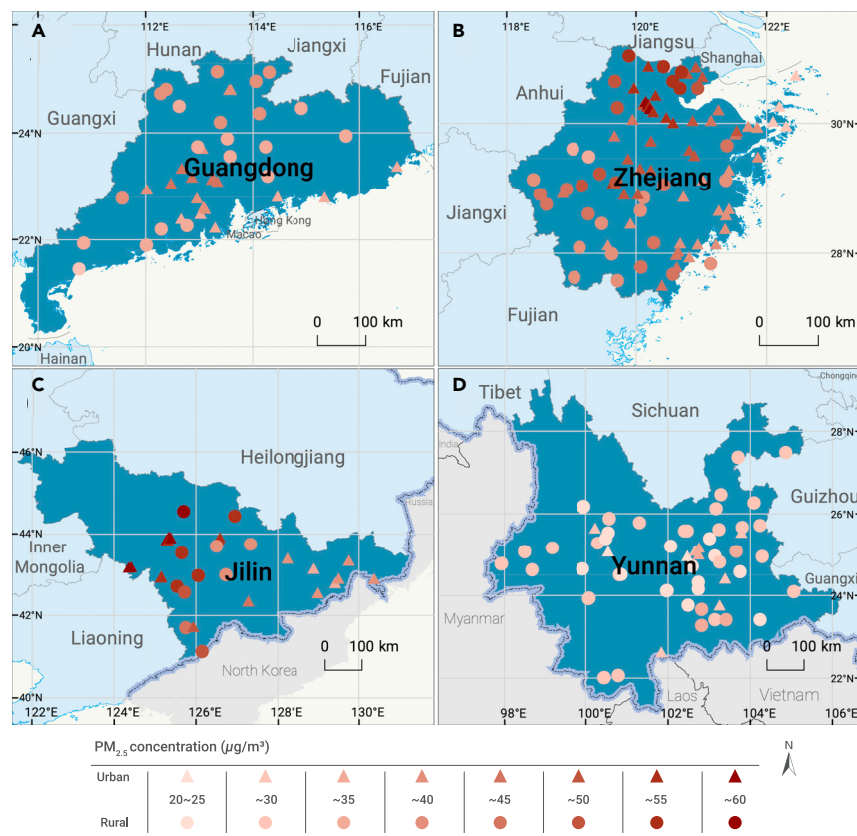 112°E 114°E 116°E
A
Hunan Jiangxi
Fujian
Guangxi
24°N
Guangdong
Hong Kong
Macao
22°N
0 100 km
20°N
Hainan
118°E 120°E 122°E
B
Jiangsu
Shanghai
Anhui
30°N
Zhejiang
Jiangxi
28°N
Fujian
0 100 km
C
46°N
Heilongjiang
Russia
44°N
Inner
Mongolia
Jilin
42°N
Liaoning
0 100 km
North Korea
40°N
122°E 124°E 126°E 128°E 130°E
D
Tibet
Chongqin
Sichuan
28°N
India
Guizhou
26°N
Yunnan
Guangxi
24°N
Myanmar
0 100 km
22°N
Laos
Vietnam
98°E 100°E 102°E 104°E 106°E
PM2.5 concentration (μg/m³)
N
Urban
20~25 ~30 ~35 ~40 ~45 ~50 ~55 ~60
Rural